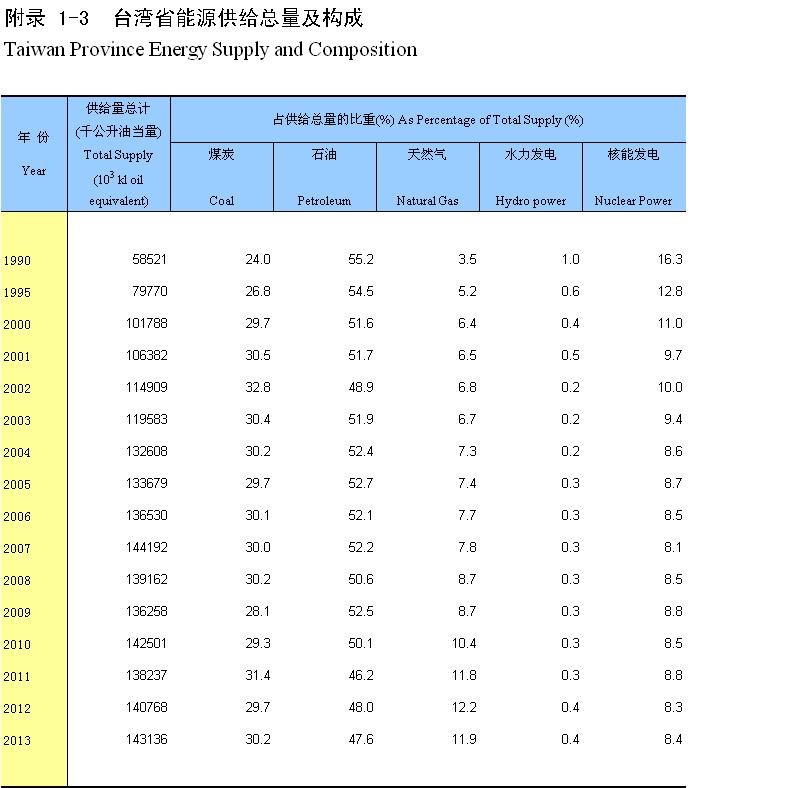 附录 1-3 台湾省能源供给总量及构成
Taiwan Province Energy Supply and Composition
年 份
Year
供给量总计
(千公升油当量)
Total Supply
(10³ kl oil
equivalent)
占供给总量的比重(%) As Percentage of Total Supply (%)
煤炭 石油 天然气 水力发电 核能发电
Coal Petroleum Natural Gas Hydro power Nuclear Power
1990 58521 24.0 55.2 3.5 1.0 16.3
1995 79770 26.8 54.5 5.2 0.6 12.8
2000 101788 29.7 51.6 6.4 0.4 11.0
2001 106382 30.5 51.7 6.5 0.5 9.7
2002 114909 32.8 48.9 6.8 0.2 10.0
2003 119583 30.4 51.9 6.7 0.2 9.4
2004 132608 30.2 52.4 7.3 0.2 8.6
2005 133679 29.7 52.7 7.4 0.3 8.7
2006 136530 30.1 52.1 7.7 0.3 8.5
2007 144192 30.0 52.2 7.8 0.3 8.1
2008 139162 30.2 50.6 8.7 0.3 8.5
2009 136258 28.1 52.5 8.7 0.3 8.8
2010 142501 29.3 50.1 10.4 0.3 8.5
2011 138237 31.4 46.2 11.8 0.3 8.8
2012 140768 29.7 48.0 12.2 0.4 8.3
2013 143136 30.2 47.6 11.9 0.4 8.4